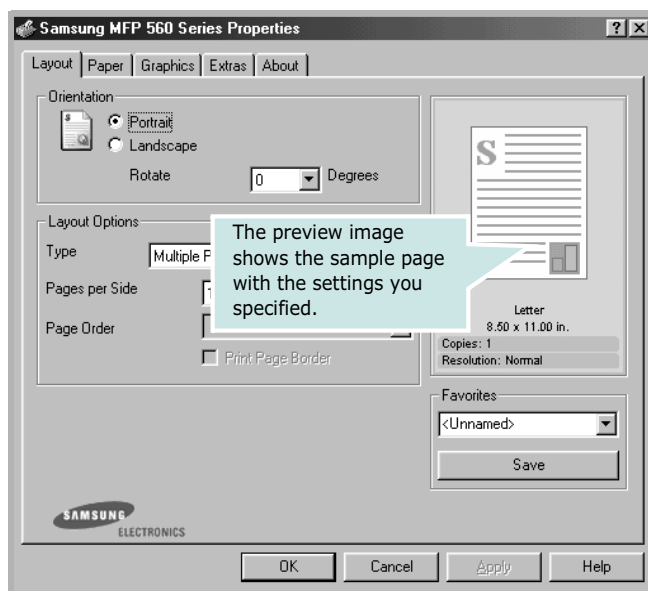 Samsung MFP 560 Series Properties
Layout Paper Graphics Extras About
Orientation
Portrait
Landscape
Rotate 0 Degrees
Layout Options
Type Multiple P
Pages per Side
Page Order
Print Page Border
The preview image
shows the sample page
with the settings you
specified.
S
S
Letter
8.50 x 11.00 in.
Copies: 1
Resolution: Normal
Favorites
<Unnamed>
Save
SAMSUNG
ELECTRONICS
OK Cancel Apply Help